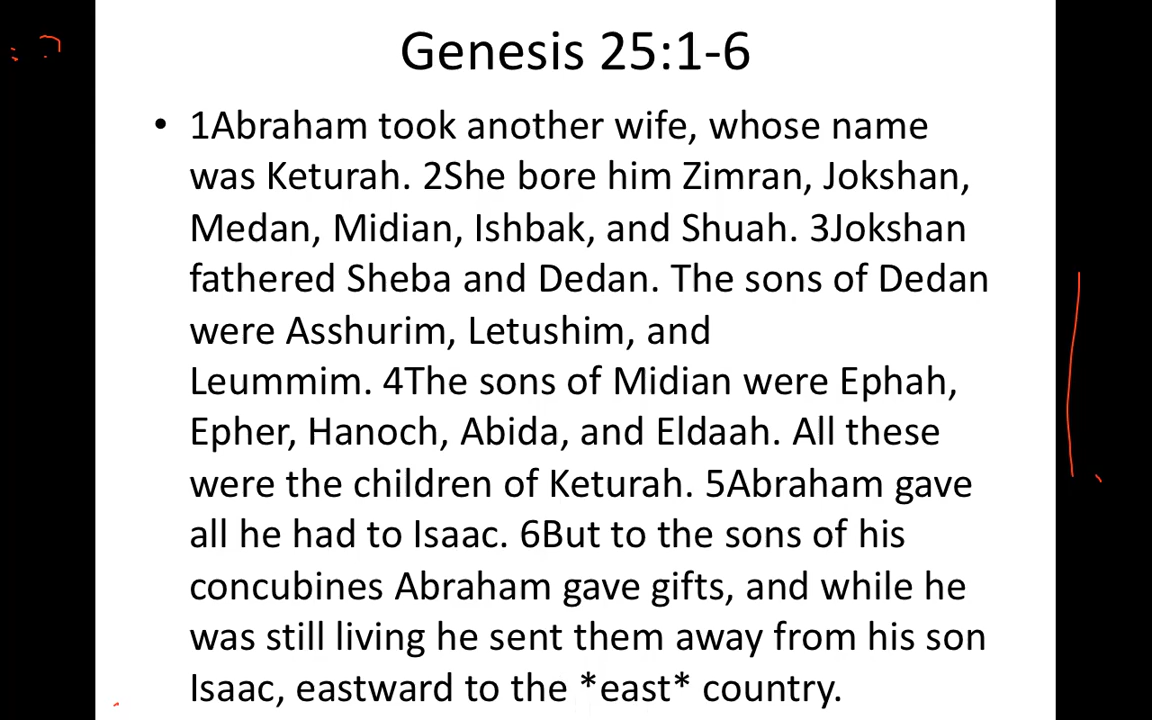 Genesis 25:1-6
• 1Abraham took another wife, whose name
was Keturah. 2She bore him Zimran, Jokshan,
Medan, Midian, Ishbak, and Shuah. 3Jokshan
fathered Sheba and Dedan. The sons of Dedan
were Asshurim, Letushim, and
Leummim. 4The sons of Midian were Ephah,
Epher, Hanoch, Abida, and Eldaah. All these
were the children of Keturah. 5Abraham gave
all he had to Isaac. 6But to the sons of his
concubines Abraham gave gifts, and while he
was still living he sent them away from his son
Isaac, eastward to the *east* country.